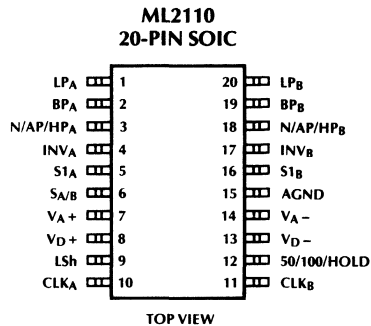 ML2110
20-PIN SOIC
LPA 1 20 LPB
BPA 2 19 BPB
N/AP/HPA 3 18 N/AP/HPB
INVA 4 17 INVB
S1A 5 16 S1B
SA/B 6 15 AGND
VA+ 7 14 VA−
VD+ 8 13 VD−
LSh 9 12 50/100/HOLD
CLKA 10 11 CLKB
TOP VIEW